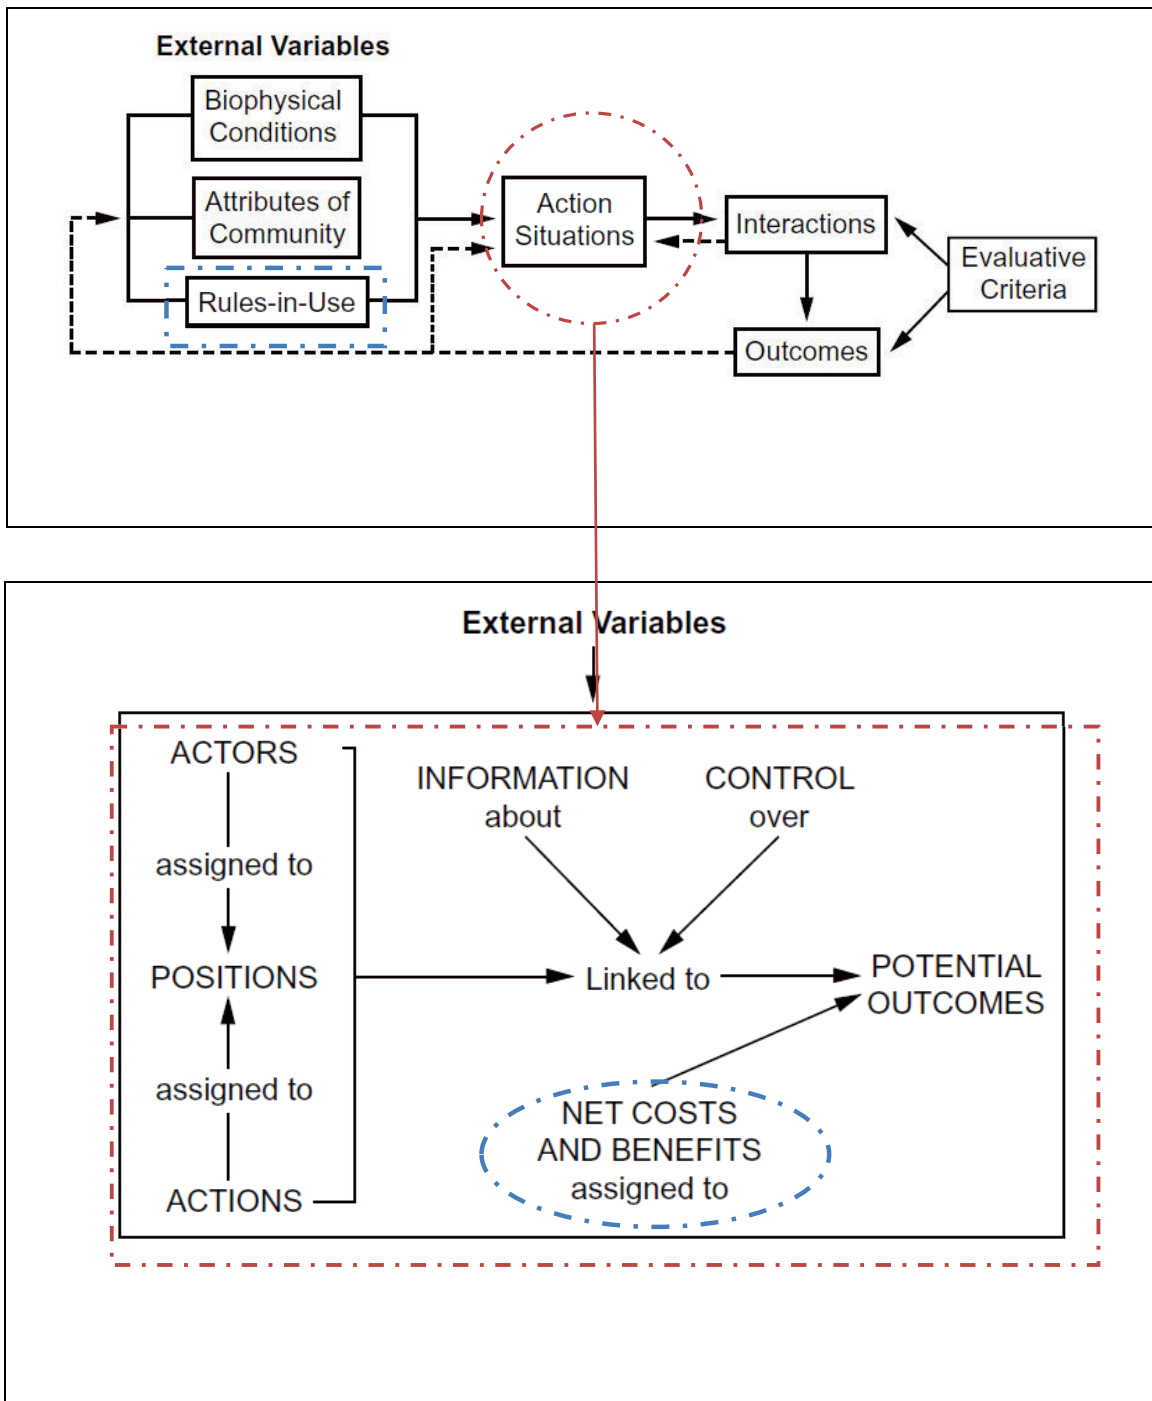 External Variables
Biophysical
Conditions
Attributes of
Community
Rules-in-Use
Action
Situations
Interactions
Outcomes
Evaluative
Criteria
External Variables
ACTORS
assigned to
POSITIONS
assigned to
ACTIONS
INFORMATION
about
CONTROL
over
Linked to
POTENTIAL
OUTCOMES
NET COSTS
AND BENEFITS
assigned to